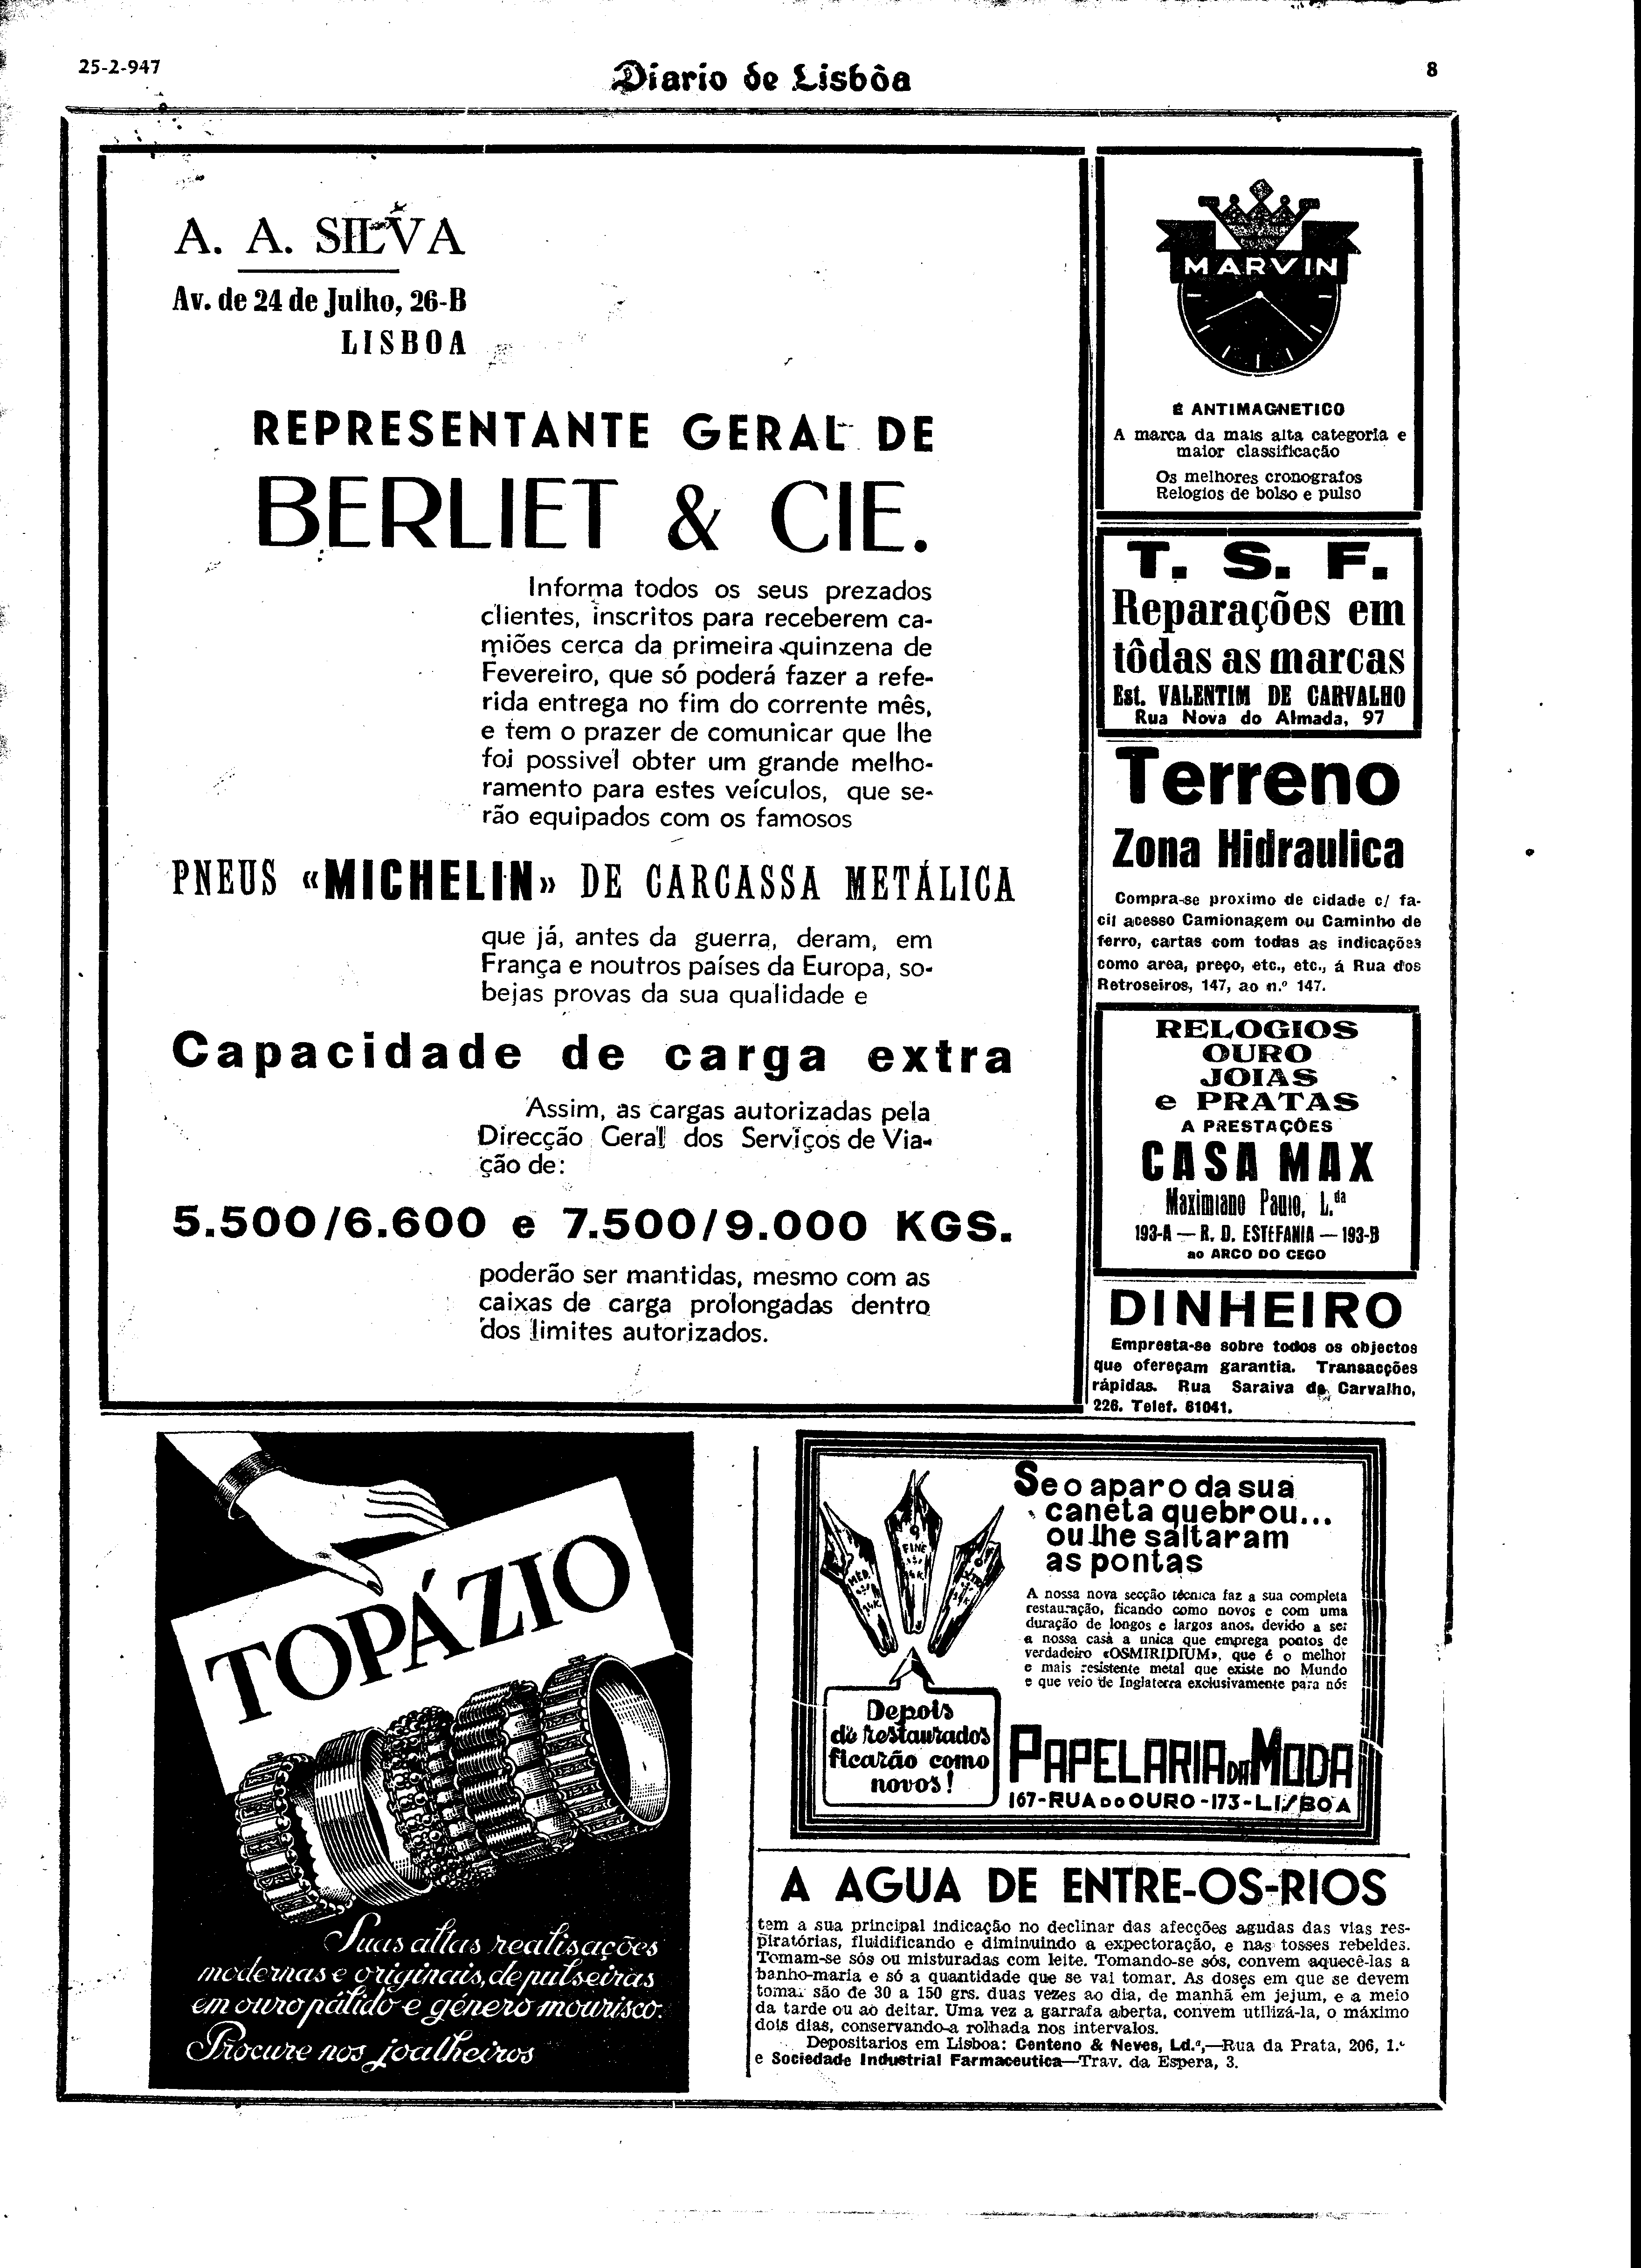 25-2-947
Diario de Lisbôa
8
A. A. SILVA
Av. de 24 de Julho, 26-B
LISBOA
REPRESENTANTE GERAL DE
BERLIET & CIE.
Informa todos os seus prezados
clientes, inscritos para receberem ca-
miões cerca da primeira quinzena de
Fevereiro, que só poderá fazer a refe-
rida entrega no fim do corrente mês,
e tem o prazer de comunicar que lhe
foi possivel obter um grande melho-
ramento para estes veículos, que se-
rão equipados com os famosos
PNEUS «MICHELIN» DE CARCASSA METÁLICA
que já, antes da guerra, deram, em
França e noutros países da Europa, so-
bejas provas da sua qualidade e
Capacidade de carga extra
Assim, as cargas autorizadas pela
Direcção Geral dos Serviços de Via-
ção de:
5.500/6.600 e 7.500/9.000 KGS.
poderão ser mantidas, mesmo com as
caixas de carga prolongadas dentro
dos limites autorizados.
MARVIN
É ANTIMAGNETICO
A marca da mais alta categoria e
maior classificação
Os melhores cronografos
Relogios de bolso e pulso
T. S. F.
Reparações em
tôdas as marcas
Est. VALENTIM DE CARVALHO
Rua Nova do Almada, 97
Terreno
Zona Hidraulica
Compra-se proximo de cidade c/ fa-
cil acesso Camionagem ou Caminho de
ferro, cartas com todas as indicações
como area, preço, etc., etc., á Rua dos
Retroseiros, 147, ao n.º 147.
RELOGIOS
OURO
JOIAS
e PRATAS
A PRESTAÇÕES
CASA MAX
Maximiano Paulo, L.da
193-A — R. D. ESTEFANIA — 193-B
ao ARCO DO CEGO
DINHEIRO
Empresta-se sobre todos os objectos
que ofereçam garantia. Transacções
rápidas. Rua Saraiva de Carvalho,
226. Telef. 61041.
TOPÁZIO
Suas altas realisações
modernas e originais, de pulseiras
em ouro pálido e género mourisco.
Procure nos joalheiros
Se o aparo da sua
caneta quebrou...
ou lhe saltaram
as pontas
MED. 14K.
FINE 14K.
EXTRA 14K.
A nossa nova secção técnica faz a sua completa
restauração, ficando como novos e com uma
duração de longos e largos anos, devido a ser
a nossa casa a unica que emprega pontos de
verdadeiro «OSMIRIDIUM», que é o melhor
e mais resistente metal que existe no Mundo
e que veio de Inglaterra exclusivamente para nós
Depois
de restaurados
ficarão como
novos!
PAPELARIA DA MODA
167-RUA DO OURO-173-LISBOA
A AGUA DE ENTRE-OS-RIOS
tem a sua principal indicação no declinar das afecções agudas das vias res-
piratórias, fluidificando e diminuindo a expectoração, e nas tosses rebeldes.
Tomam-se sós ou misturadas com leite. Tomando-se sós, convem aquecê-las a
banho-maria e só a quantidade que se vai tomar. As doses em que se devem
tomar são de 30 a 150 grs. duas vezes ao dia, de manhã em jejum, e a meio
da tarde ou ao deitar. Uma vez a garrafa aberta, convem utilizá-la, o máximo
dois dias, conservando-a rolhada nos intervalos.
Depositarios em Lisboa: Centeno & Neves, Ld.ª,—Rua da Prata, 206, 1.º
e Sociedade Industrial Farmaceutica—Trav. da Espera, 3.